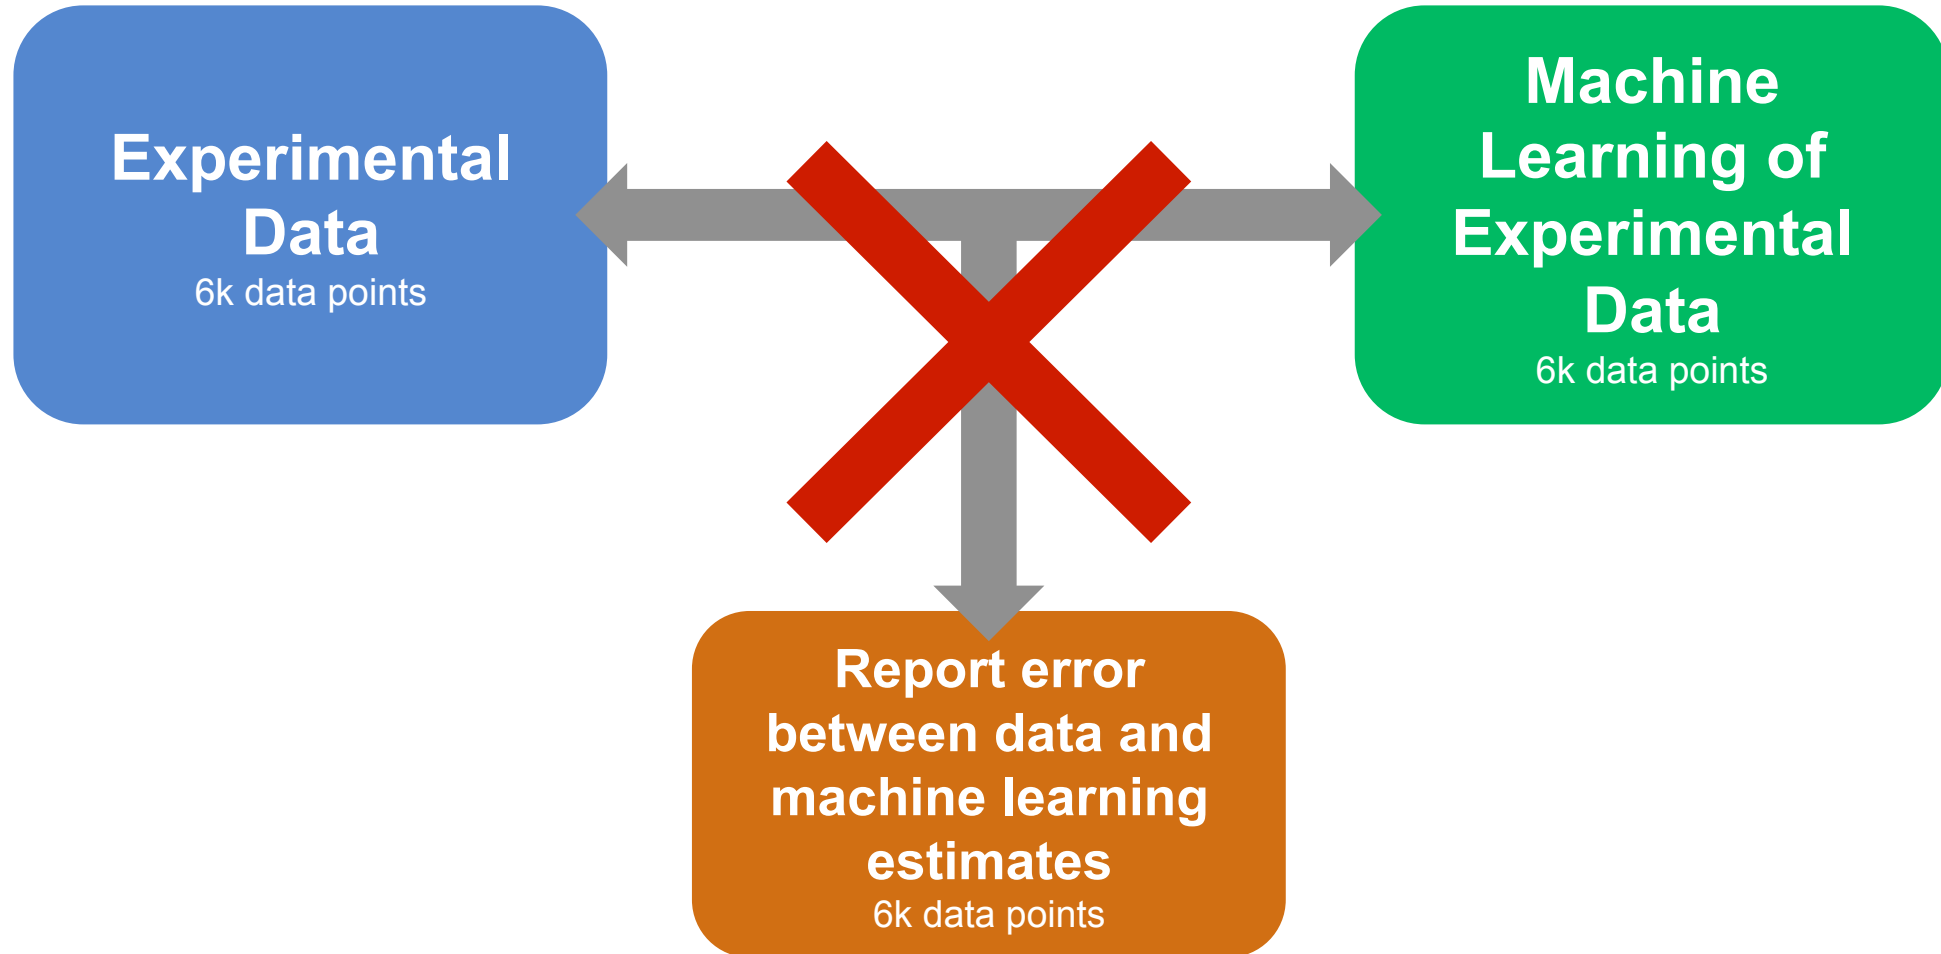 Experimental
Data
6k data points
Machine
Learning of
Experimental
Data
6k data points
Report error
between data and
machine learning
estimates
6k data points